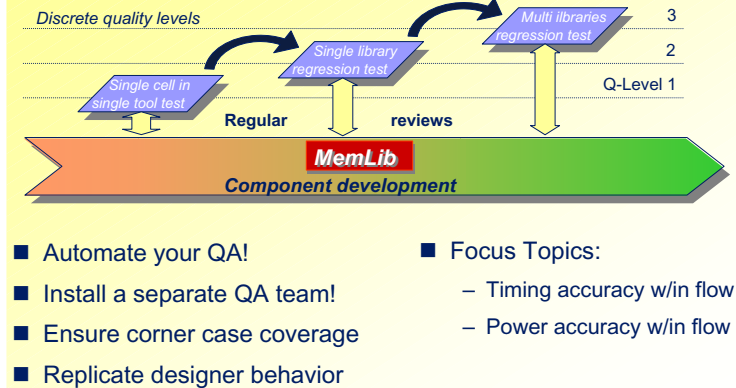 Discrete quality levels
Multi ilbraries
regression test
3
Single library
regression test
2
Single cell in
single tool test
Q-Level 1
Regular reviews
MemLib
Component development
■ Automate your QA!
■ Install a separate QA team!
■ Ensure corner case coverage
■ Replicate designer behavior
■ Focus Topics:
– Timing accuracy w/in flow
– Power accuracy w/in flow